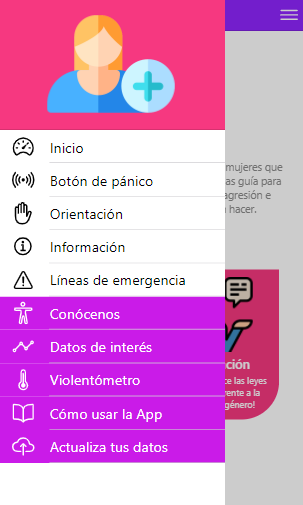 Inicio
Botón de pánico
Orientación
Información
Líneas de emergencia
Conócenos
Datos de interés
Violentómetro
Cómo usar la App
Actualiza tus datos
mujeres que
as guía para
agresión e
hacer.
ción
te las leyes
rente a la
género!